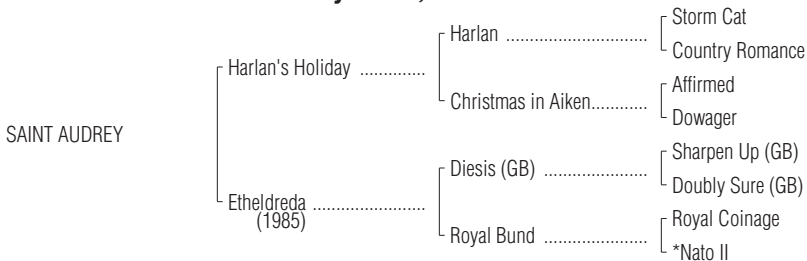 Storm Cat
Harlan ..............................
Country Romance
Harlan's Holiday ..............
Affirmed
Christmas in Aiken............
Dowager
SAINT AUDREY
Sharpen Up (GB)
Diesis (GB) ......................
Doubly Sure (GB)
Etheldreda ........................
(1985)
Royal Coinage
Royal Bund ......................
*Nato II